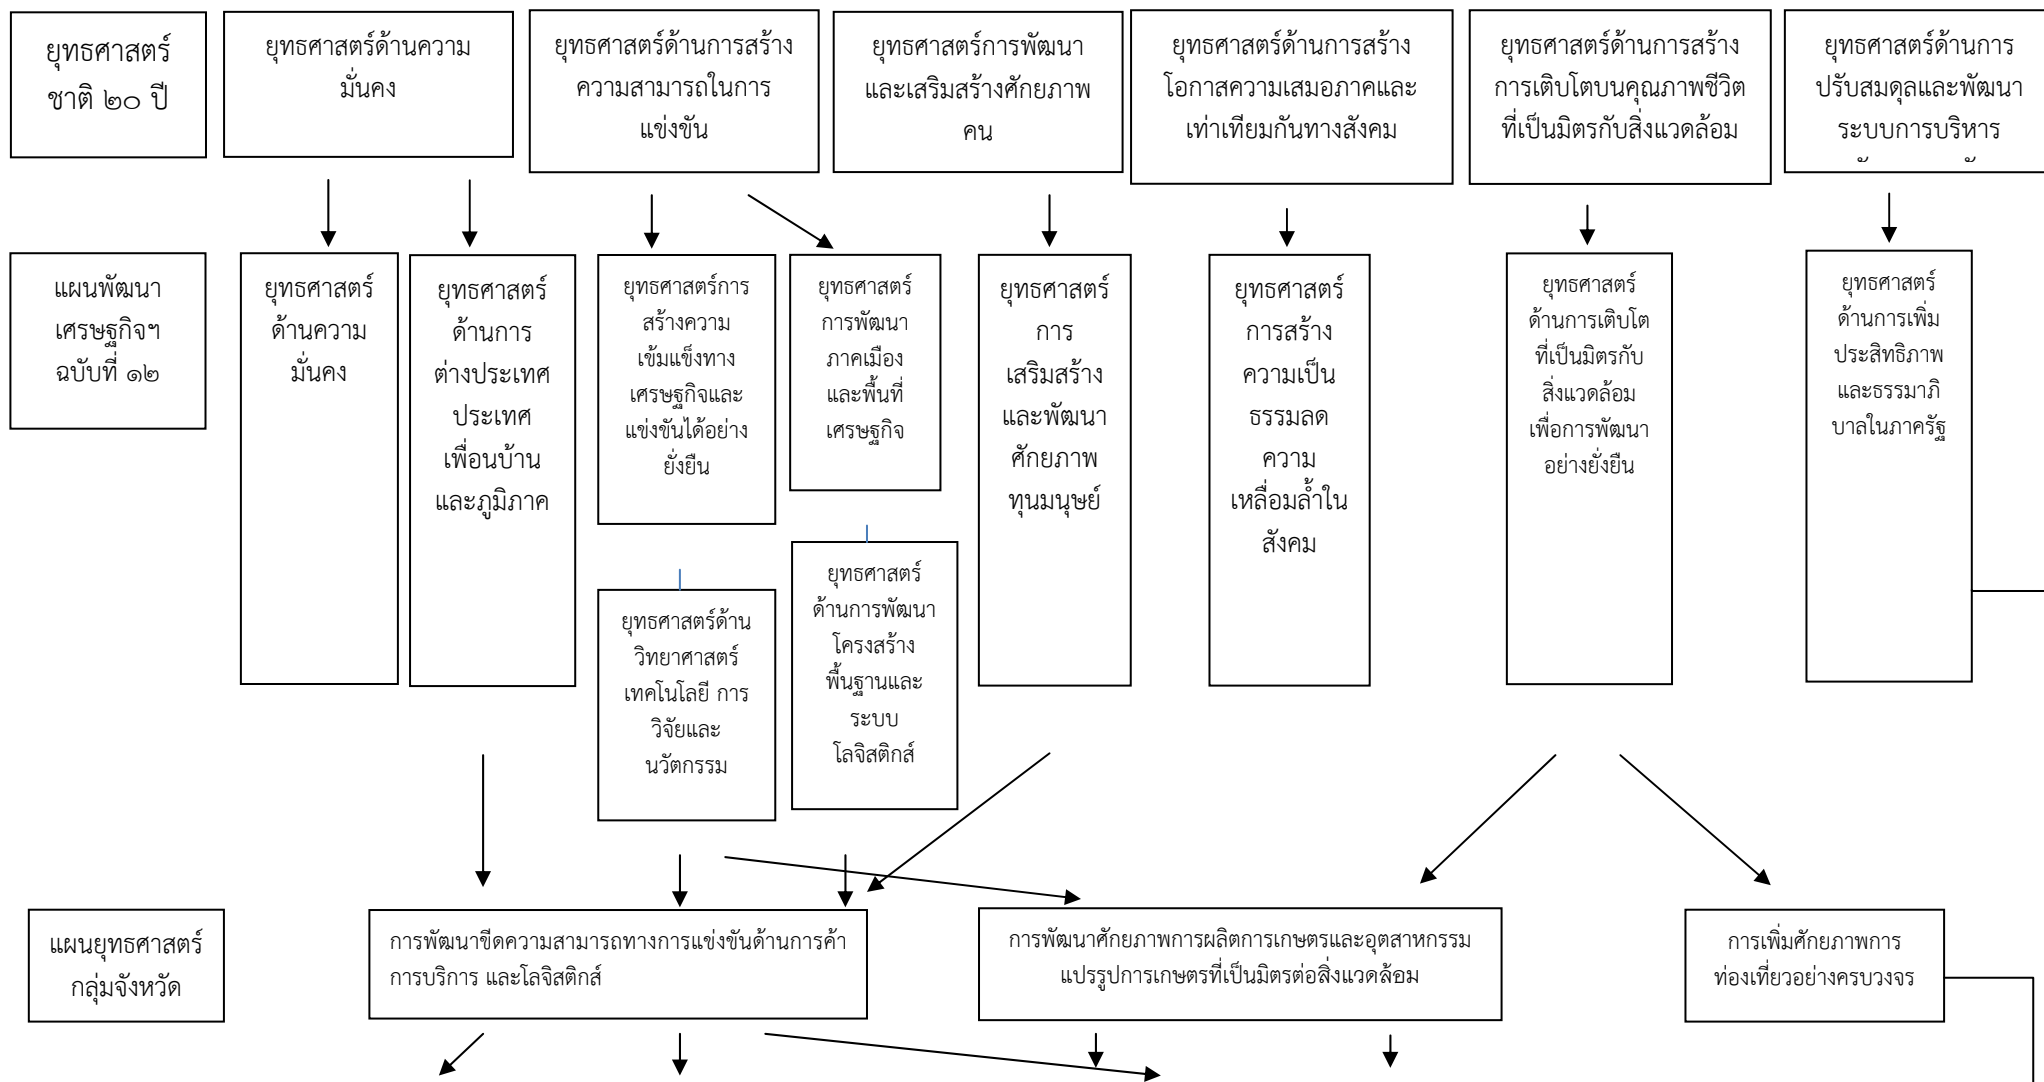 ยุทธศาสตร์
ชาติ ๒๐ ปี
ยุทธศาสตร์ด้านความ
มั่นคง
ยุทธศาสตร์ด้านการสร้าง
ความสามารถในการ
แข่งขัน
ยุทธศาสตร์การพัฒนา
และเสริมสร้างศักยภาพ
คน
ยุทธศาสตร์ด้านการสร้าง
โอกาสความเสมอภาคและ
เท่าเทียมกันทางสังคม
ยุทธศาสตร์ด้านการสร้าง
การเติบโตบนคุณภาพชีวิต
ที่เป็นมิตรกับสิ่งแวดล้อม
ยุทธศาสตร์ด้านการ
ปรับสมดุลและพัฒนา
ระบบการบริหาร
แผนพัฒนา
เศรษฐกิจฯ
ฉบับที่ ๑๒
ยุทธศาสตร์
ด้านความ
มั่นคง
ยุทธศาสตร์
ด้านการ
ต่างประเทศ
ประเทศ
เพื่อนบ้าน
และภูมิภาค
ยุทธศาสตร์การ
สร้างความ
เข้มแข็งทาง
เศรษฐกิจและ
แข่งขันได้อย่าง
ยั่งยืน
ยุทธศาสตร์
การพัฒนา
ภาคเมือง
และพื้นที่
เศรษฐกิจ
ยุทธศาสตร์
การ
เสริมสร้าง
และพัฒนา
ศักยภาพ
ทุนมนุษย์
ยุทธศาสตร์
การสร้าง
ความเป็น
ธรรมลด
ความ
เหลื่อมล้ำใน
สังคม
ยุทธศาสตร์
ด้านการเติบโต
ที่เป็นมิตรกับ
สิ่งแวดล้อม
เพื่อการพัฒนา
อย่างยั่งยืน
ยุทธศาสตร์
ด้านการเพิ่ม
ประสิทธิภาพ
และธรรมาภิ
บาลในภาครัฐ
ยุทธศาสตร์ด้าน
วิทยาศาสตร์
เทคโนโลยี การ
วิจัยและ
นวัตกรรม
ยุทธศาสตร์
ด้านการพัฒนา
โครงสร้าง
พื้นฐานและ
ระบบ
โลจิสติกส์
แผนยุทธศาสตร์
กลุ่มจังหวัด
การพัฒนาขีดความสามารถทางการแข่งขันด้านการค้า
การบริการ และโลจิสติกส์
การพัฒนาศักยภาพการผลิตการเกษตรและอุตสาหกรรม
แปรรูปการเกษตรที่เป็นมิตรต่อสิ่งแวดล้อม
การเพิ่มศักยภาพการ
ท่องเที่ยวอย่างครบวงจร